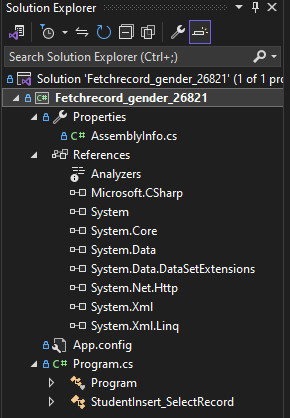 Solution Explorer
Search Solution Explorer (Ctrl+;)
Solution 'Fetchrecord_gender_26821' (1 of 1 pr
C# Fetchrecord_gender_26821
Properties
C# AssemblyInfo.cs
References
Analyzers
Microsoft.CSharp
System
System.Core
System.Data
System.Data.DataSetExtensions
System.Net.Http
System.Xml
System.Xml.Linq
App.config
C# Program.cs
Program
StudentInsert_SelectRecord